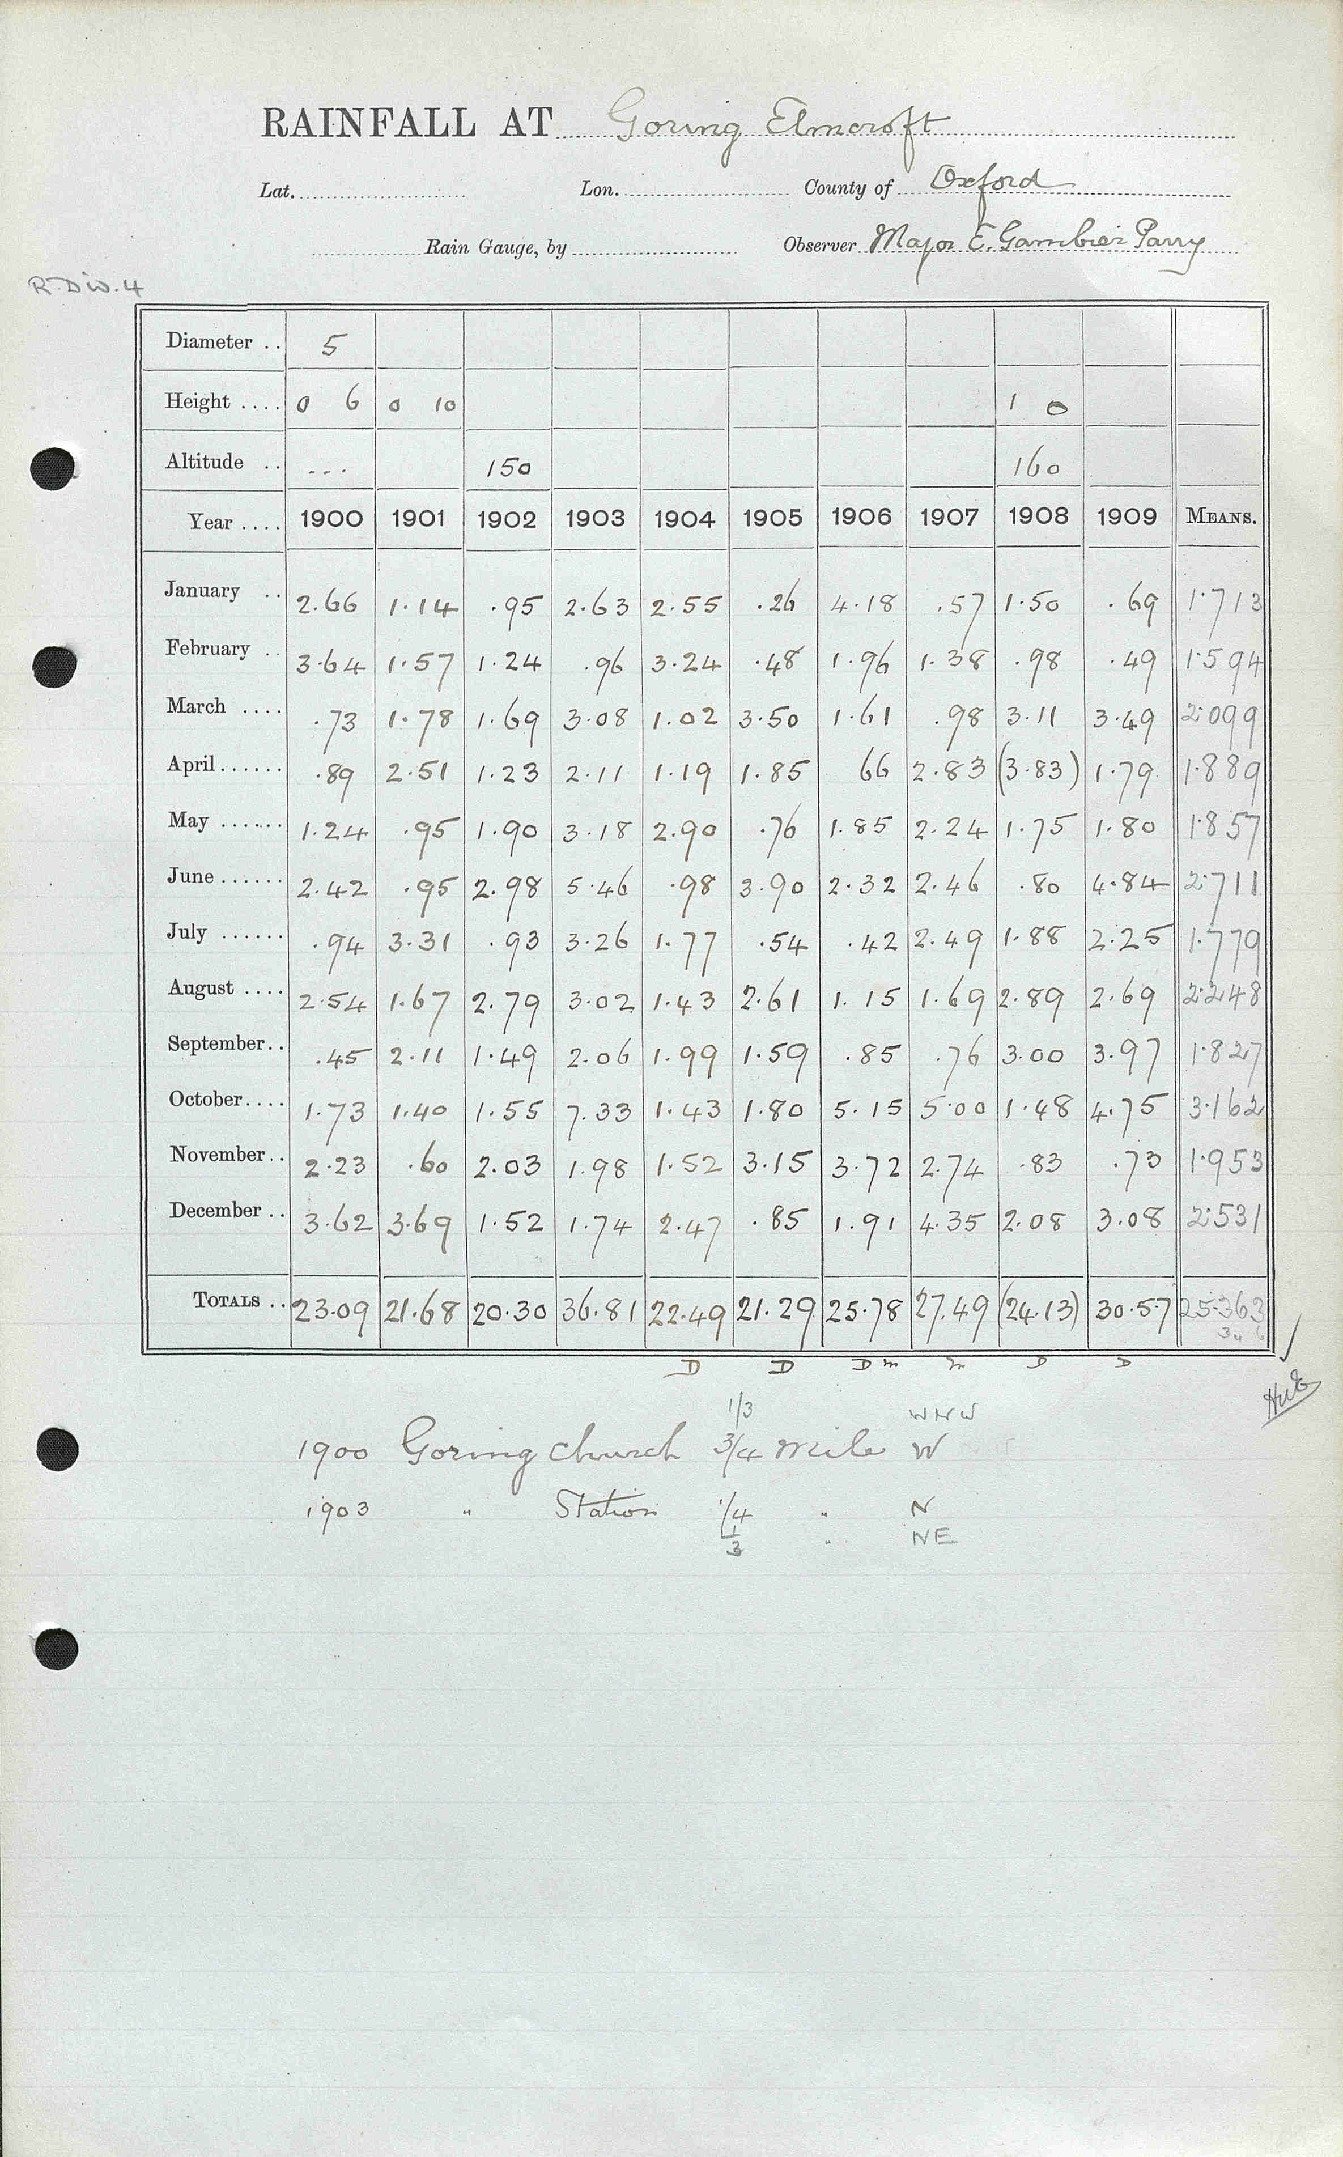 RAINFALL AT Goring Elmcroft
Lat. Lon. County of Oxford
Rain Gauge, by Observer Major E. Gambier Parry
R. Div. 4
Diameter .. 5
Height .... 0 6 0 10 1 0
Altitude .. ... 150 160
Year .... 1900 1901 1902 1903 1904 1905 1906 1907 1908 1909 MEANS.
January .. 2.66 1.14 .95 2.63 2.55 .26 4.18 .57 1.50 .69 1.713
February .. 3.64 1.57 1.24 .96 3.24 .48 1.96 1.38 .98 .49 1.594
March .... .73 1.78 1.69 3.08 1.02 3.50 1.61 .98 3.11 3.49 2.099
April ...... .89 2.51 1.23 2.11 1.19 1.85 66 2.83 (3.83) 1.79 1.889
May ...... 1.24 .95 1.90 3.18 2.90 .76 1.85 2.24 1.75 1.80 1.857
June ...... 2.42 .95 2.98 5.46 .98 3.90 2.32 2.46 .80 4.84 2.711
July ...... .94 3.31 .93 3.26 1.77 .54 .42 2.49 1.88 2.25 1.779
August .... 2.54 1.67 2.79 3.02 1.43 2.61 1.15 1.69 2.89 2.69 2.248
September .. .45 2.11 1.49 2.06 1.99 1.59 .85 .76 3.00 3.97 1.827
October .... 1.73 1.40 1.55 7.33 1.43 1.80 5.15 5.00 1.48 4.75 3.162
November .. 2.23 .60 2.03 1.98 1.52 3.15 3.72 2.74 .83 .73 1.953
December .. 3.62 3.69 1.52 1.74 2.47 .85 1.91 4.35 2.08 3.08 2.531
TOTALS .. 23.09 21.68 20.30 36.81 22.49 21.29 25.78 27.49 (24.13) 30.57 25.363
D D D m m D D
1/3 WNW
1900 Goring Church 3/4 mile W
1903 " Station 1/4 " N
1/3 " NE